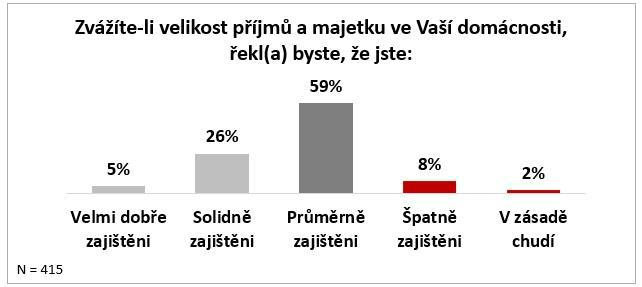 Zvážíte-li velikost příjmů a majetku ve Vaší domácnosti,
řekl(a) byste, že jste:
59%
26%
5%
8%
2%
Velmi dobře zajištěni
Solidně zajištěni
Průměrně zajištěni
Špatně zajištěni
V zásadě chudí
N = 415